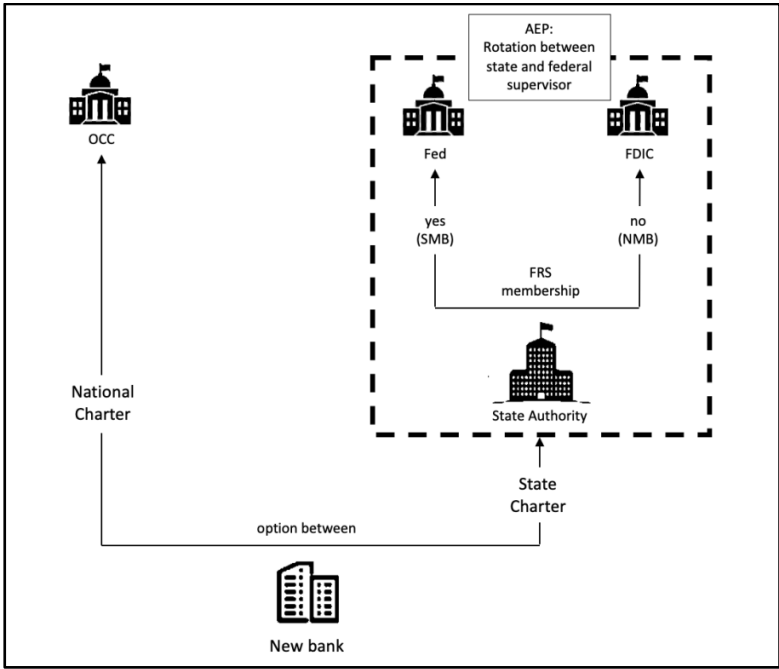 AEP:
Rotation between
state and federal
supervisor
OCC
Fed
FDIC
yes
(SMB)
no
(NMB)
FRS
membership
State Authority
National
Charter
State
Charter
option between
New bank